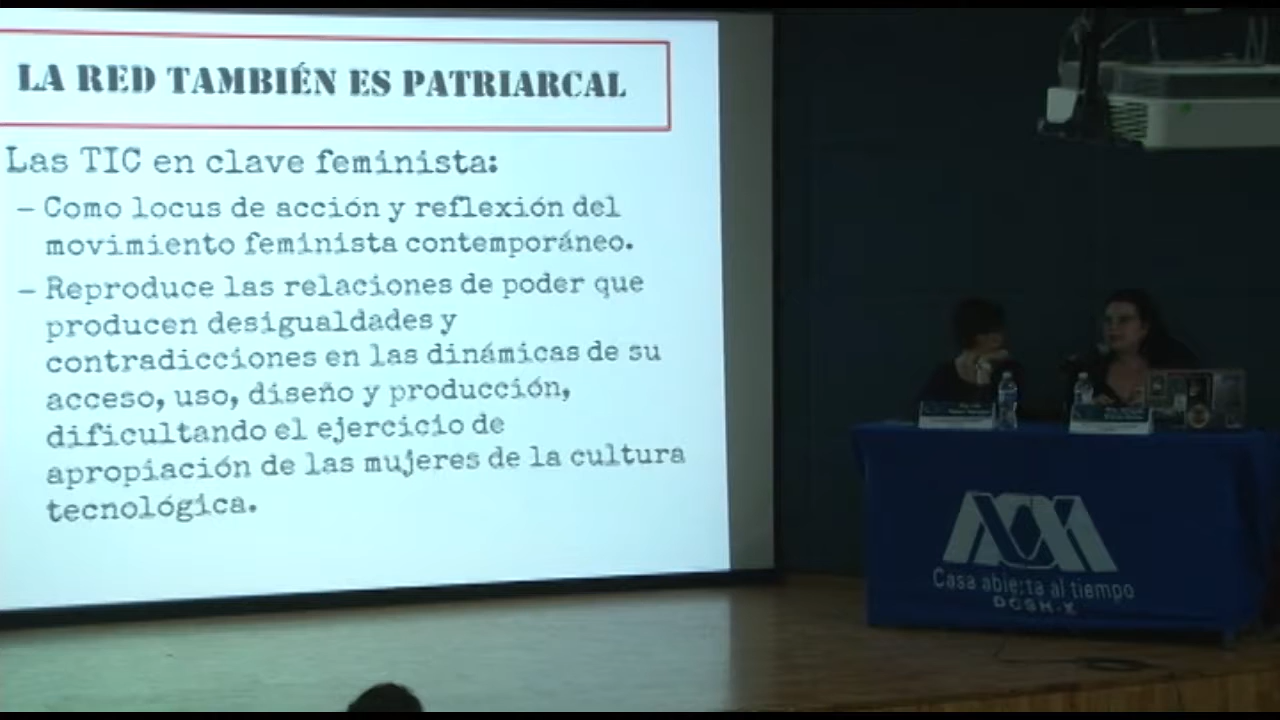 LA RED TAMBIÉN ES PATRIARCAL
Las TIC en clave feminista:
– Como locus de acción y reflexión del
movimiento feminista contemporáneo.
– Reproduce las relaciones de poder que
producen desigualdades y
contradicciones en las dinámicas de su
acceso, uso, diseño y producción,
dificultando el ejercicio de
apropiación de las mujeres de la cultura
tecnológica.
Casa abierta al tiempo
DCSH-X